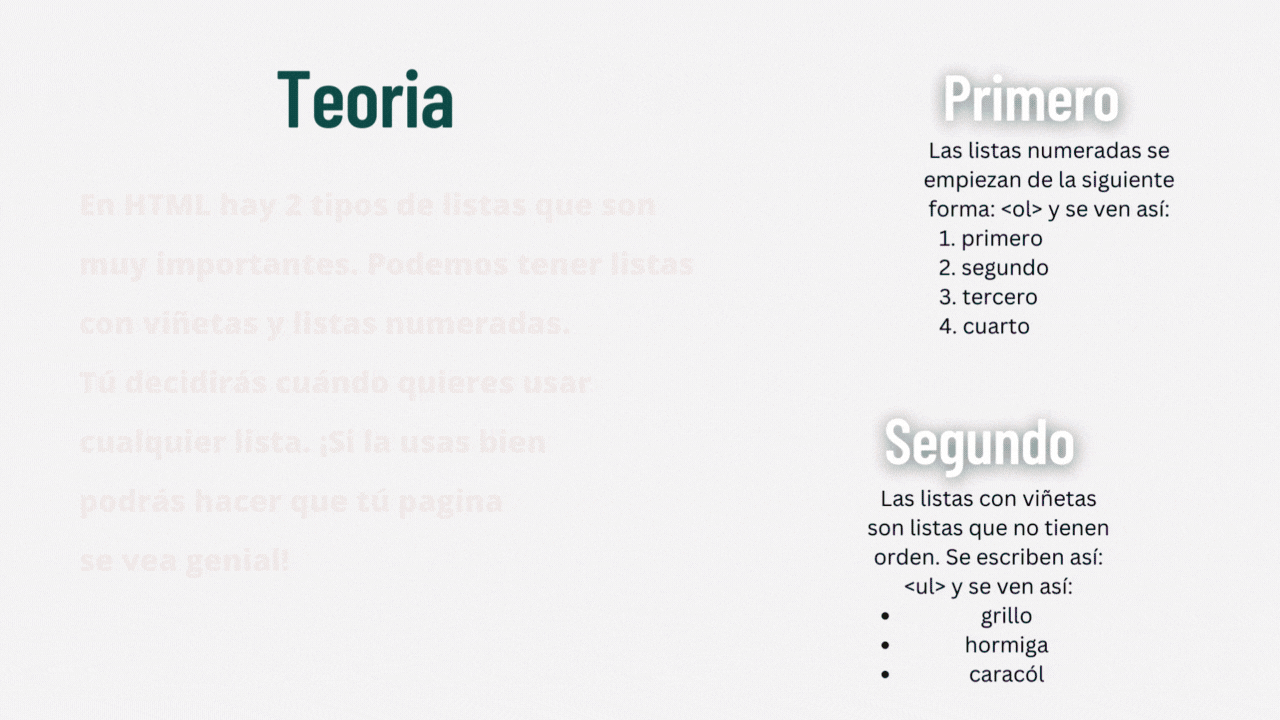 Teoria
En HTML hay 2 tipos de listas que son
muy importantes. Podemos tener listas
con viñetas y listas numeradas.
Tú decidirás cuándo quieres usar
cualquier lista. ¡Si la usas bien
podrás hacer que tú pagina
se vea genial!
Primero
Las listas numeradas se
empiezan de la siguiente
forma: <ol> y se ven así:
1. primero
2. segundo
3. tercero
4. cuarto
Segundo
Las listas con viñetas
son listas que no tienen
orden. Se escriben así:
<ul> y se ven así:
• grillo
• hormiga
• caracól